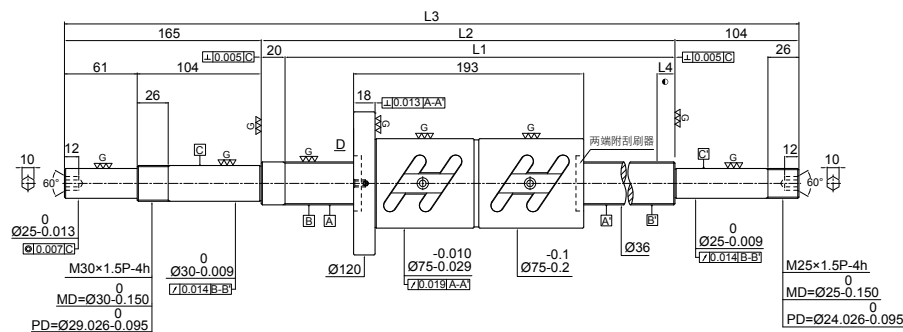 L3
165 L2 104
⊥ 0.005 C 20 L1 ⊥ 0.005 C 26
61 104 193 L4
26 18 ⊥ 0.013 A-A'
G G
G
10 12 G C G G D G G 两端附刮刷器 C' G 12 10
60° 60°
B A A' B'
0
Ø25-0.013
◎ 0.007 C
M30×1.5P-4h
0
MD=Ø30-0.150
0
PD=Ø29.026-0.095
0
Ø30-0.009
0.014 B-B'
Ø120
-0.010
Ø75-0.029
0.019 A-A'
-0.1
Ø75-0.2
Ø36
0
Ø25-0.009
0.014 B-B'
M25×1.5P-4h
0
MD=Ø25-0.150
0
PD=Ø24.026-0.095